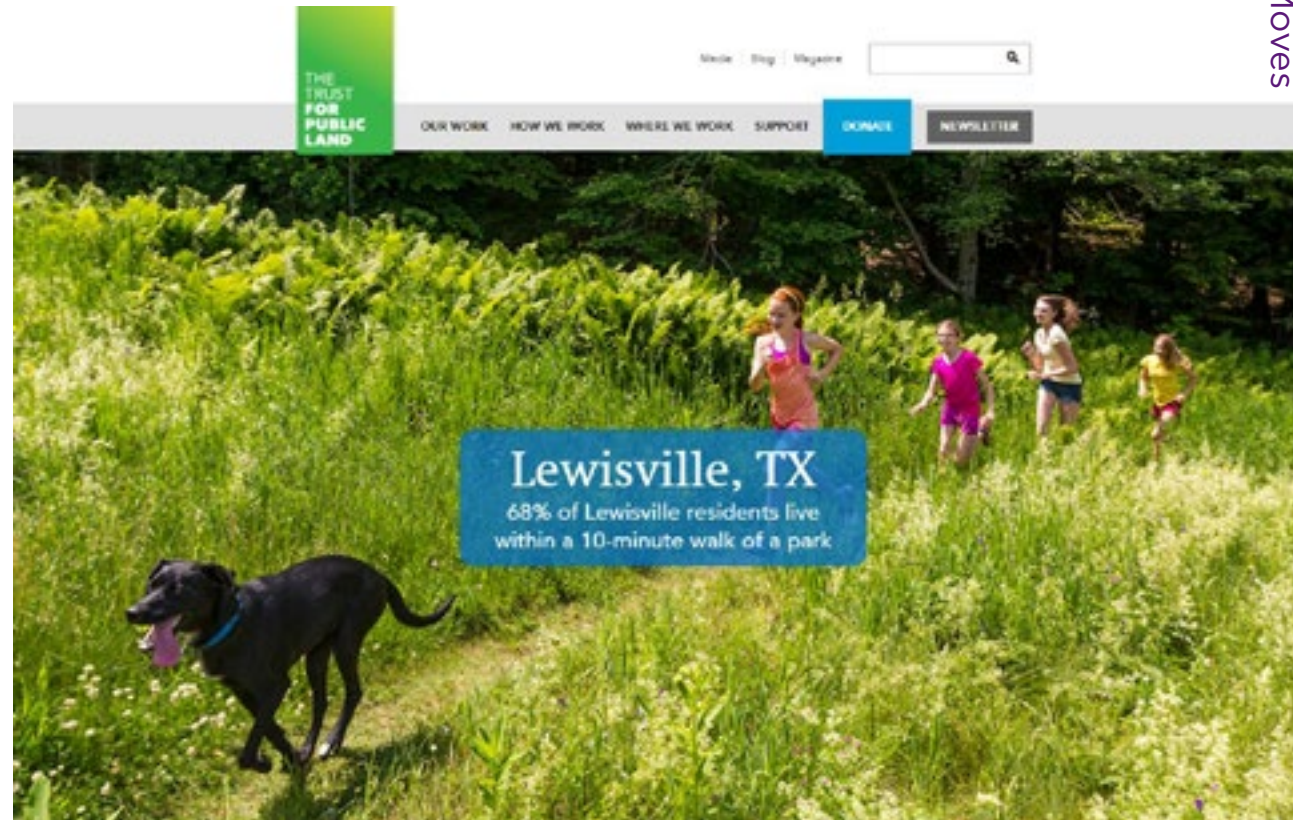 THE
TRUST
FOR
PUBLIC
LAND
Media Blog Magazine
OUR WORK HOW WE WORK WHERE WE WORK SUPPORT DONATE NEWSLETTER
Lewisville, TX
68% of Lewisville residents live
within a 10-minute walk of a park
Moves